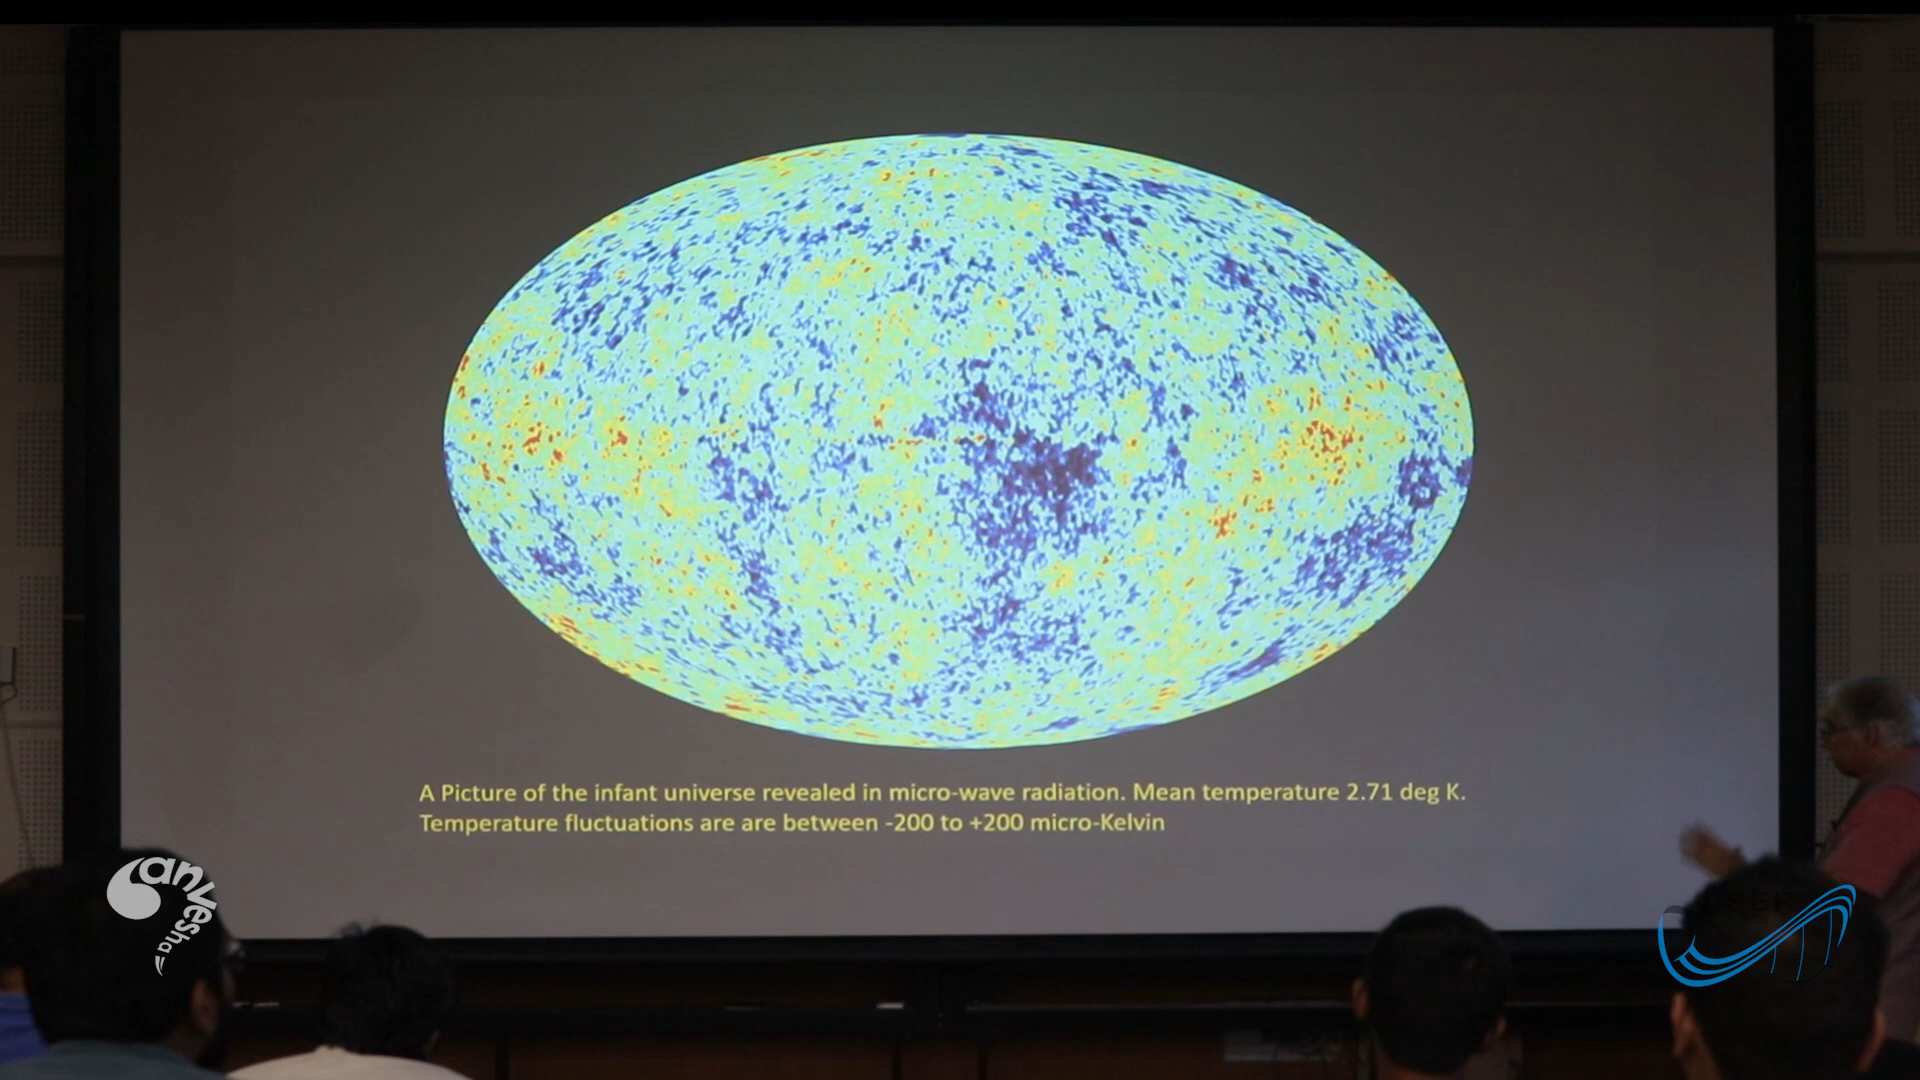 A Picture of the infant universe revealed in micro-wave radiation. Mean temperature 2.71 deg K.
Temperature fluctuations are are between -200 to +200 micro-Kelvin
anvesha